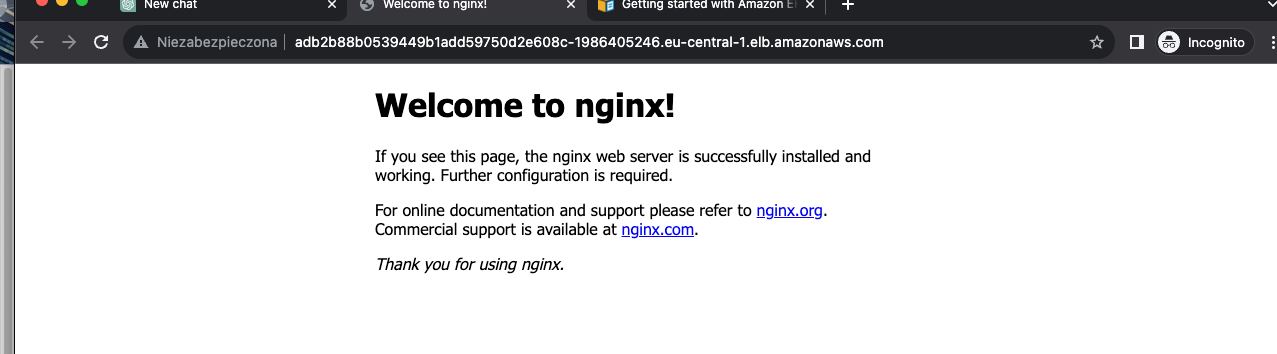 New chat
Welcome to nginx!
Getting started with Amazon
Niezabezpieczona
adb2b88b0539449b1add59750d2e608c-1986405246.eu-central-1.elb.amazonaws.com
Incognito
Welcome to nginx!
If you see this page, the nginx web server is successfully installed and
working. Further configuration is required.
For online documentation and support please refer to nginx.org.
Commercial support is available at nginx.com.
Thank you for using nginx.